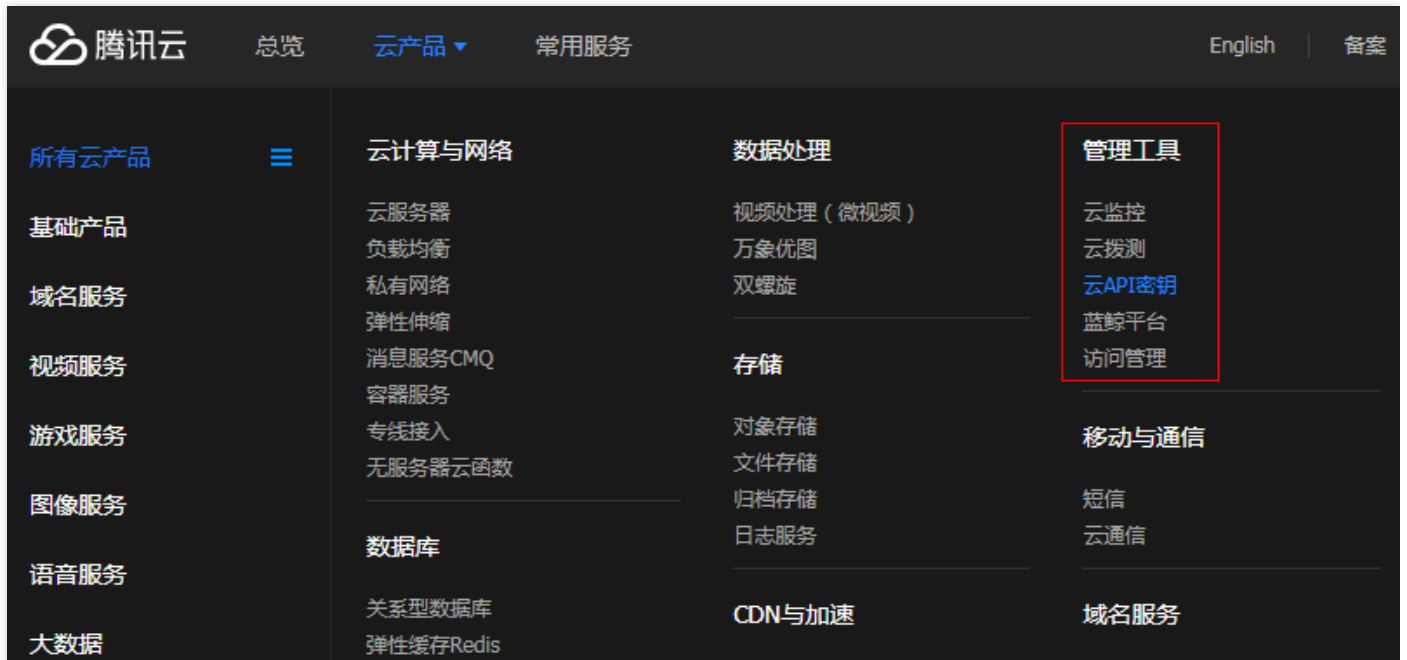 腾讯云 总览 云产品 常用服务 English 备案
所有云产品
基础产品
域名服务
视频服务
游戏服务
图像服务
语音服务
大数据
云计算与网络
云服务器
负载均衡
私有网络
弹性伸缩
消息服务CMQ
容器服务
专线接入
无服务器云函数
数据库
关系型数据库
弹性缓存Redis
数据处理
视频处理（微视频）
万象优图
双螺旋
存储
对象存储
文件存储
归档存储
日志服务
CDN与加速
管理工具
云监控
云拨测
云API密钥
蓝鲸平台
访问管理
移动与通信
短信
云通信
域名服务